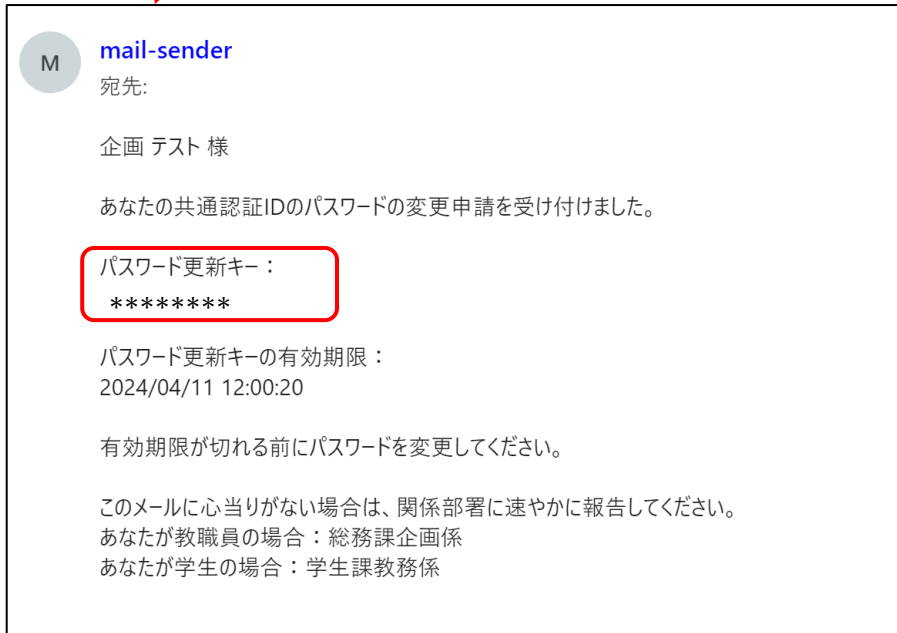 M
mail-sender
宛先:
企画 テスト 様
あなたの共通認証IDのパスワードの変更申請を受け付けました。
パスワード更新キー：
********
パスワード更新キーの有効期限：
2024/04/11 12:00:20
有効期限が切れる前にパスワードを変更してください。
このメールに心当りがない場合は、関係部署に速やかに報告してください。
あなたが教職員の場合：総務課企画係
あなたが学生の場合：学生課教務係